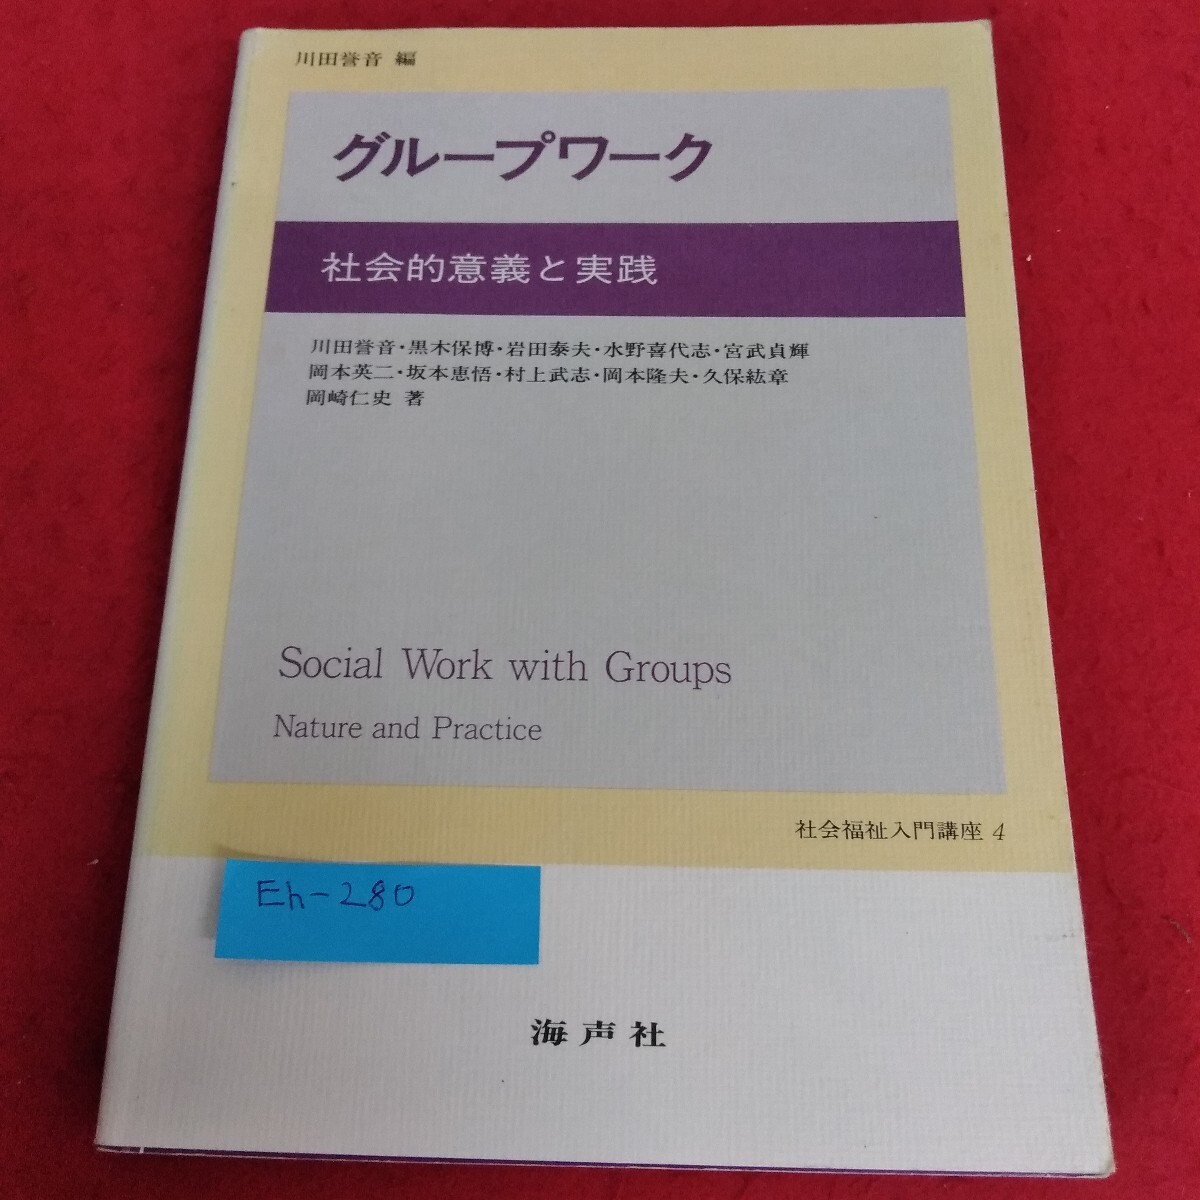 川田誉音 編
グループワーク
社会的意義と実践
川田誉音・黒木保博・岩田泰夫・水野喜代志・宮武貞輝
岡本英二・坂本恵悟・村上武志・岡本隆夫・久保紘章
岡崎仁史 著
Social Work with Groups
Nature and Practice
社会福祉入門講座 4
Eh-280
海声社